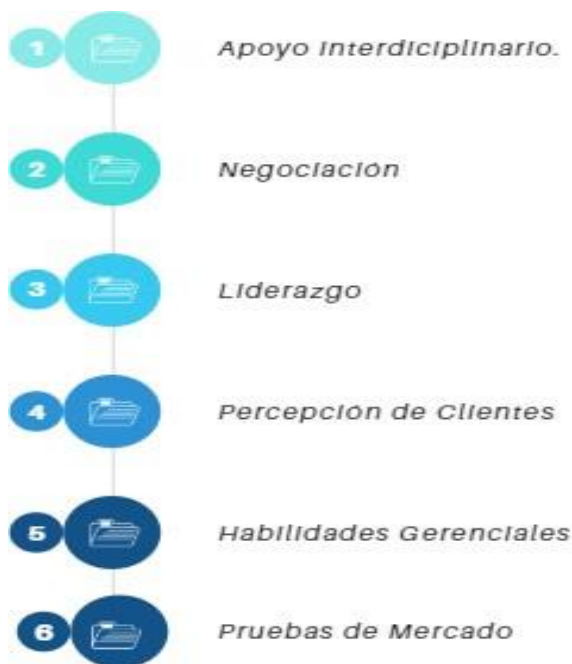 1 Apoyo Interdiciplinario.
2 Negociación
3 Liderazgo
4 Percepción de Clientes
5 Habilidades Gerenciales
6 Pruebas de Mercado